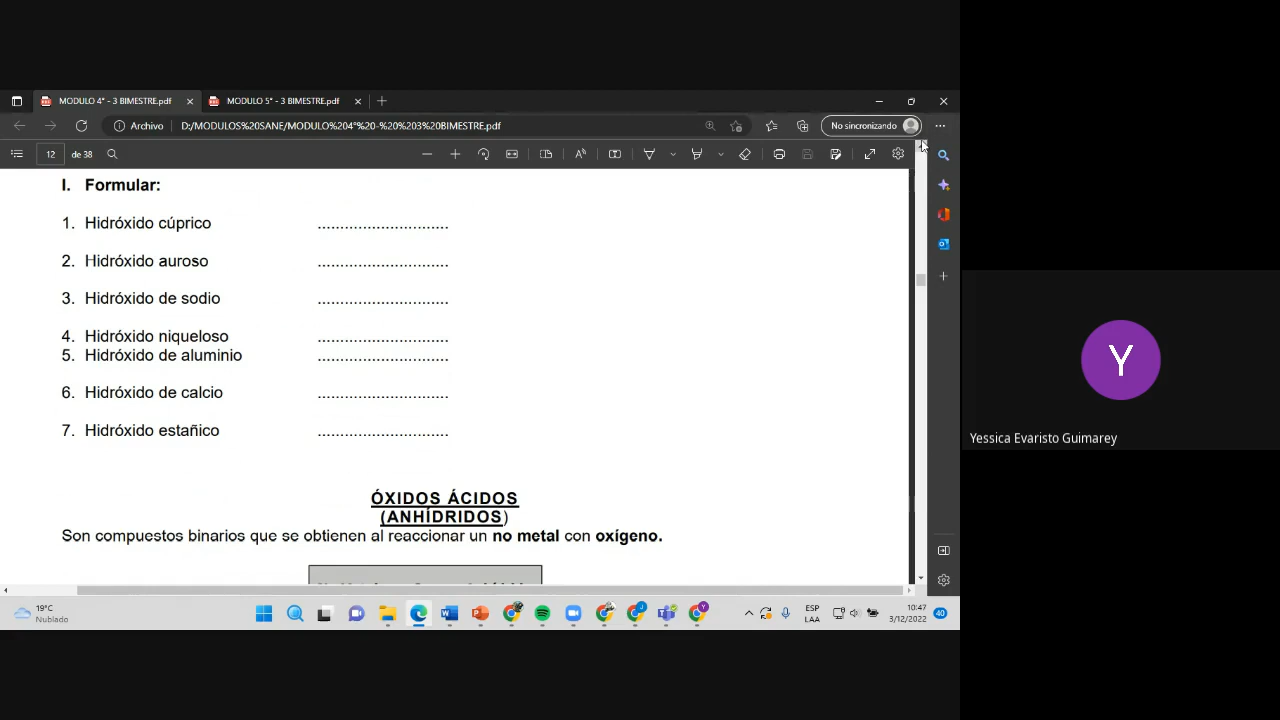 MODULO 4° - 3 BIMESTRE.pdf
MODULO 5° - 3 BIMESTRE.pdf
Archivo D:/MODULOS%20SANE/MODULO%204°%20-%20%203%20BIMESTRE.pdf
No sincronizando
12 de 38
I. Formular:
1. Hidróxido cúprico .............................
2. Hidróxido auroso .............................
3. Hidróxido de sodio .............................
4. Hidróxido niqueloso .............................
5. Hidróxido de aluminio .............................
6. Hidróxido de calcio .............................
7. Hidróxido estañico .............................
ÓXIDOS ÁCIDOS
(ANHÍDRIDOS)
Son compuestos binarios que se obtienen al reaccionar un no metal con oxígeno.
Y
Yessica Evaristo Guimarey
19°C
Nublado
ESP
LAA
10:47
3/12/2022
40